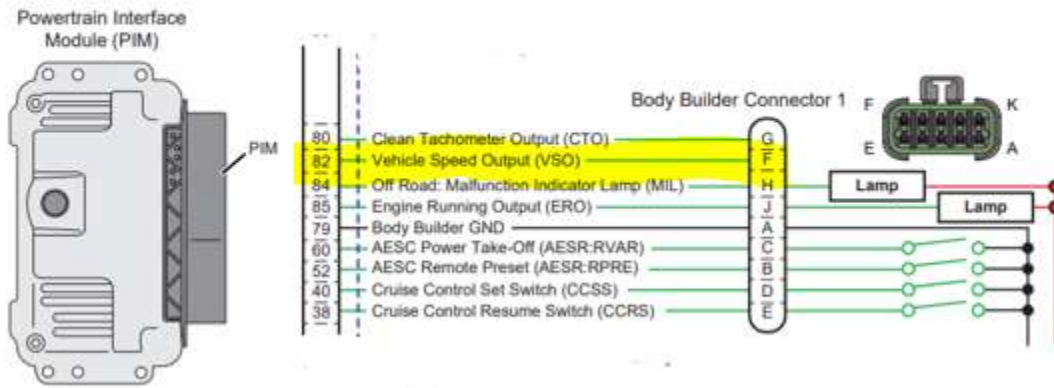 Powertrain Interface
Module (PIM)
PIM
Body Builder Connector 1
F K
E A
80 Clean Tachometer Output (CTO) G
82 Vehicle Speed Output (VSO) F
84 Off Road: Malfunction Indicator Lamp (MIL) H Lamp
85 Engine Running Output (ERO) J Lamp
79 Body Builder GND A
60 AESC Power Take-Off (AESR:RVAR) C
52 AESC Remote Preset (AESR:RPRE) B
40 Cruise Control Set Switch (CCSS) D
38 Cruise Control Resume Switch (CCRS) E